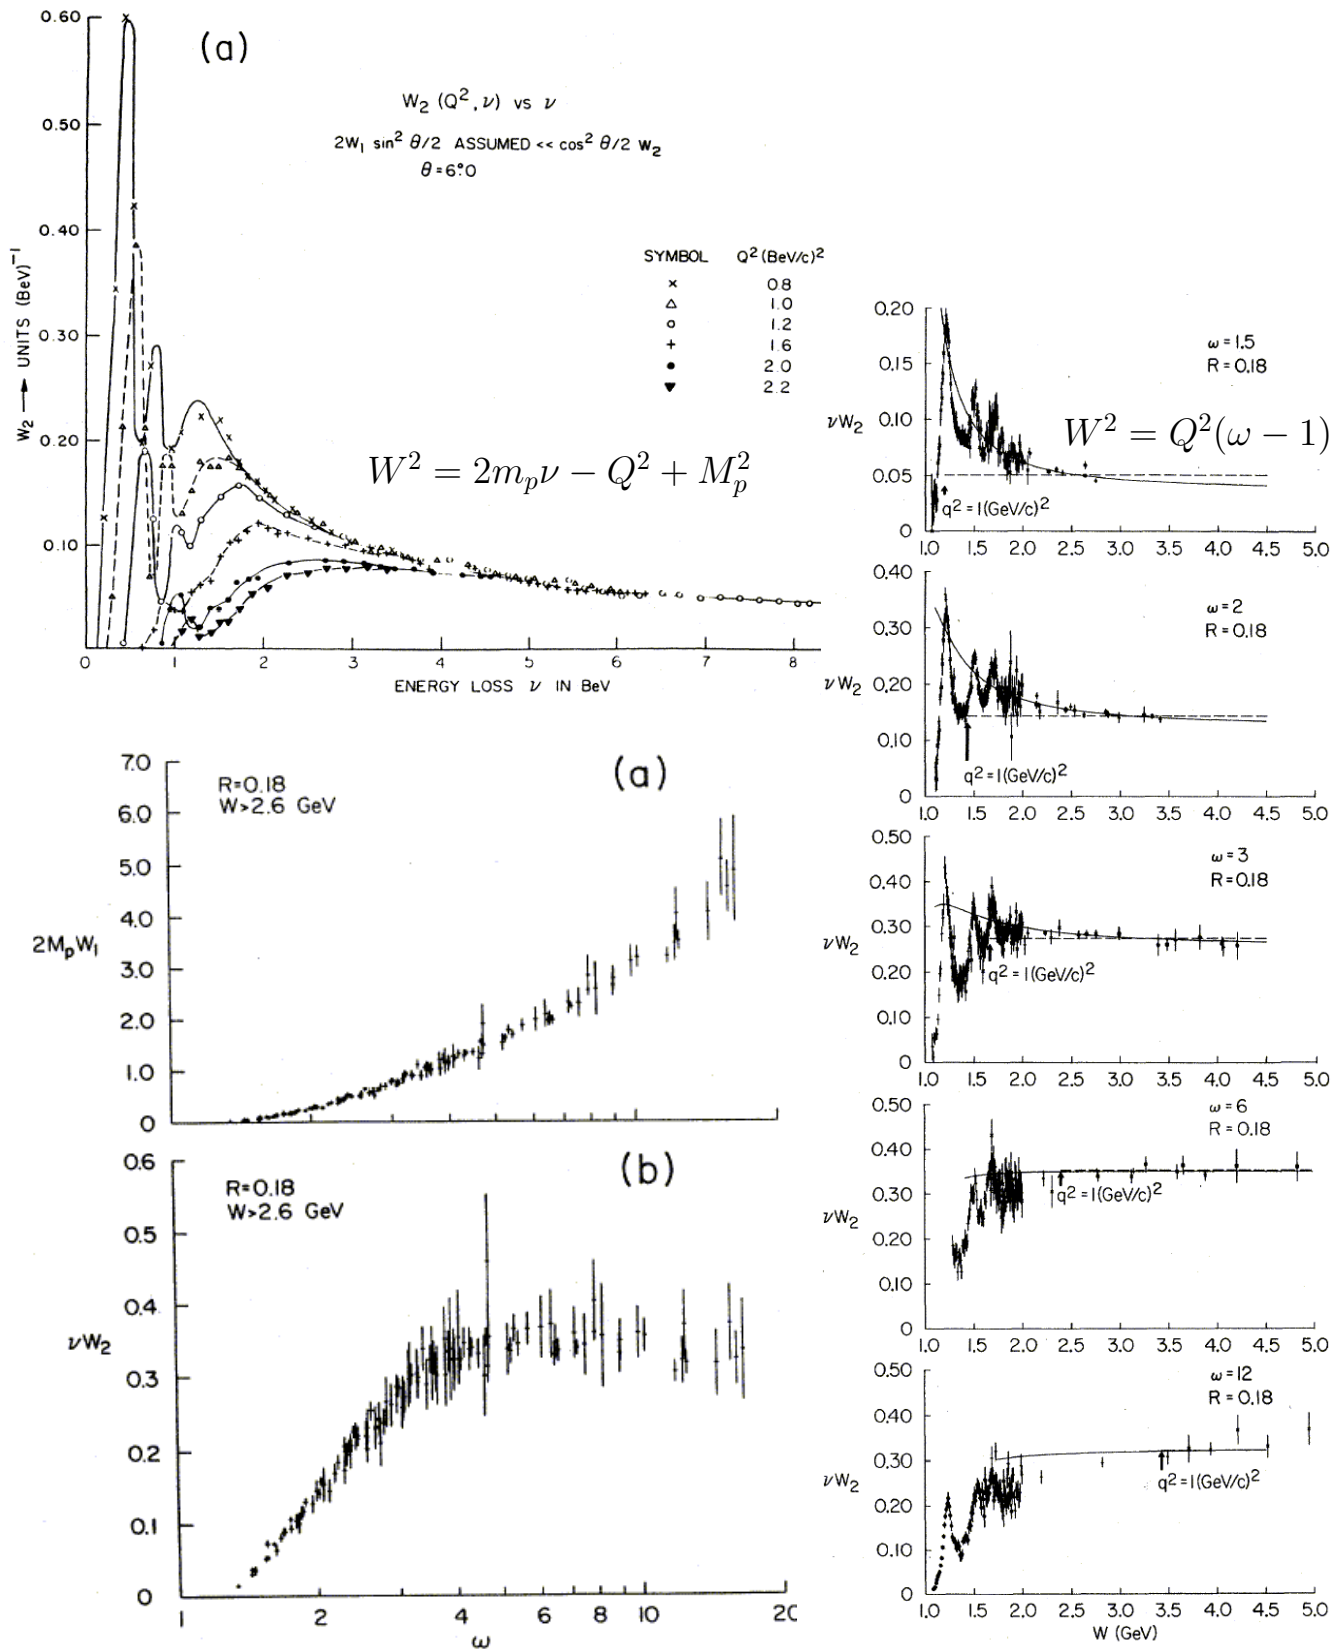 0.60
(a)
W₂ (Q², ν) vs ν
2W₁ sin² θ/2 ASSUMED << cos² θ/2 W₂
θ = 6.°0
0.50
0.40
0.30
0.20
0.10
W₂ → UNITS (BeV)⁻¹
SYMBOL Q² (BeV/c)²
× 0.8
△ 1.0
○ 1.2
+ 1.6
● 2.0
▼ 2.2
W² = 2mₚν − Q² + Mₚ²
0 1 2 3 4 5 6 7 8
ENERGY LOSS ν IN BeV
7.0
R=0.18
W>2.6 GeV
(a)
6.0
5.0
4.0
2MₚW₁
3.0
2.0
1.0
0
0.6
R=0.18
W>2.6 GeV
(b)
0.5
0.4
νW₂
0.3
0.2
0.1
0
1 2 4 6 8 10 20
ω
0.20
ω = 1.5
R = 0.18
0.15
νW₂
0.10
W² = Q²(ω − 1)
0.05
q² = 1(GeV/c)²
0
1.0 1.5 2.0 2.5 3.0 3.5 4.0 4.5 5.0
0.40
ω = 2
R = 0.18
0.30
νW₂
0.20
0.10
q² = 1(GeV/c)²
0
1.0 1.5 2.0 2.5 3.0 3.5 4.0 4.5 5.0
0.50
ω = 3
R = 0.18
0.40
0.30
νW₂
0.20
q² = 1(GeV/c)²
0.10
0
1.0 1.5 2.0 2.5 3.0 3.5 4.0 4.5 5.0
0.50
ω = 6
R = 0.18
0.40
0.30
q² = 1(GeV/c)²
νW₂
0.20
0.10
0
1.0 1.5 2.0 2.5 3.0 3.5 4.0 4.5 5.0
ω = 12
R = 0.18
0.40
0.30
νW₂
q² = 1(GeV/c)²
0.20
0.10
0
1.0 1.5 2.0 2.5 3.0 3.5 4.0 4.5 5.0
W (GeV)